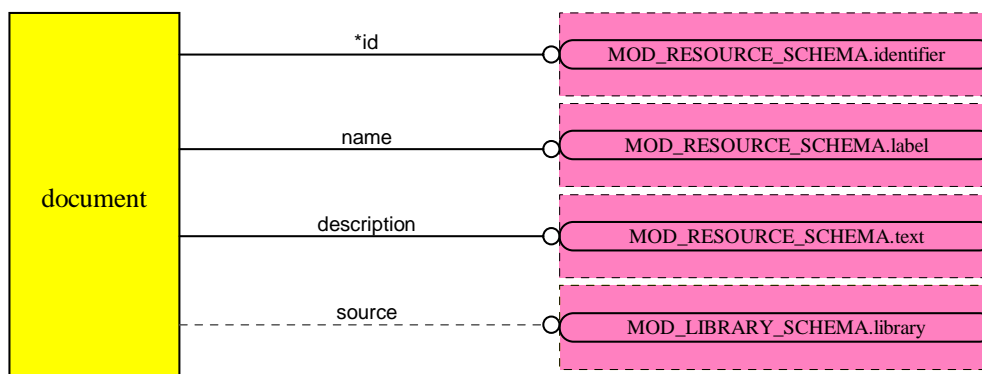 *id
MOD_RESOURCE_SCHEMA.identifier
name
MOD_RESOURCE_SCHEMA.label
document
description
MOD_RESOURCE_SCHEMA.text
source
MOD_LIBRARY_SCHEMA.library